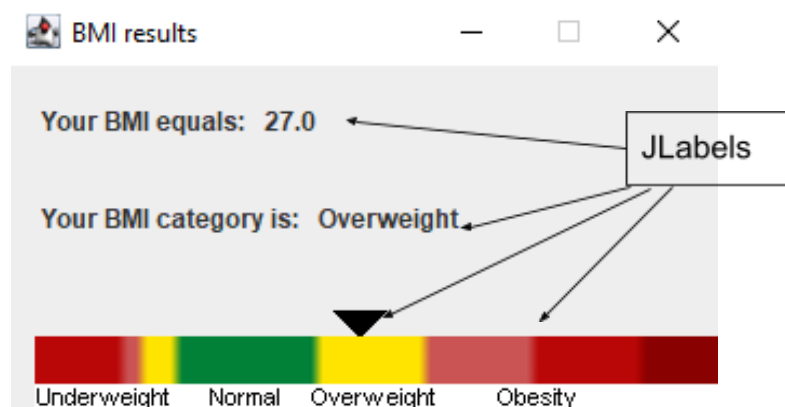 BMI results
Your BMI equals: 27.0
JLabels
Your BMI category is: Overweight
Underweight Normal Overweight Obesity